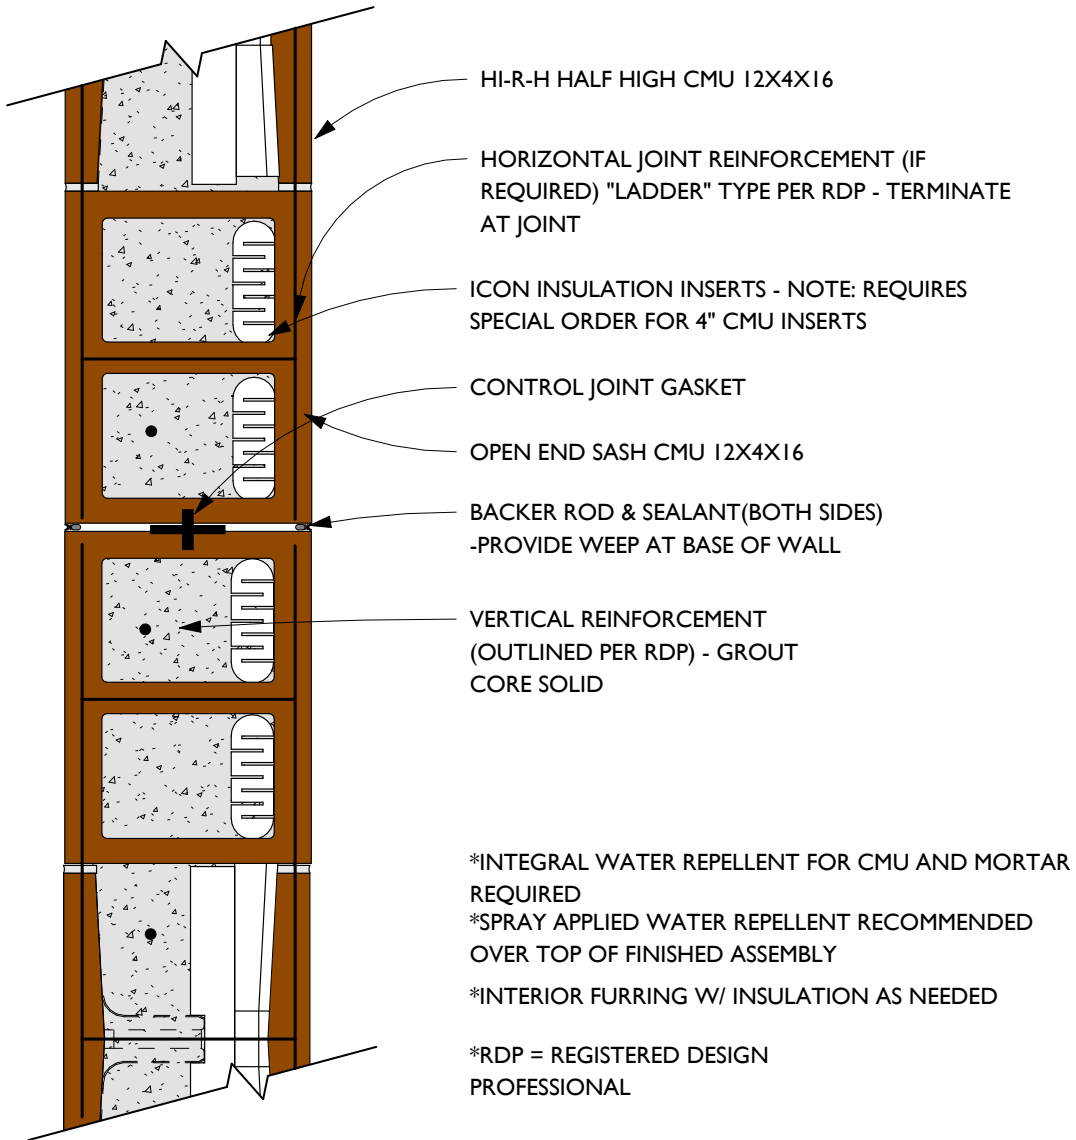 HI-R-H HALF HIGH CMU 12X4X16
HORIZONTAL JOINT REINFORCEMENT (IF
REQUIRED) "LADDER" TYPE PER RDP - TERMINATE
AT JOINT
ICON INSULATION INSERTS - NOTE: REQUIRES
SPECIAL ORDER FOR 4" CMU INSERTS
CONTROL JOINT GASKET
OPEN END SASH CMU 12X4X16
BACKER ROD & SEALANT(BOTH SIDES)
-PROVIDE WEEP AT BASE OF WALL
VERTICAL REINFORCEMENT
(OUTLINED PER RDP) - GROUT
CORE SOLID
*INTEGRAL WATER REPELLENT FOR CMU AND MORTAR
REQUIRED
*SPRAY APPLIED WATER REPELLENT RECOMMENDED
OVER TOP OF FINISHED ASSEMBLY
*INTERIOR FURRING W/ INSULATION AS NEEDED
*RDP = REGISTERED DESIGN
PROFESSIONAL